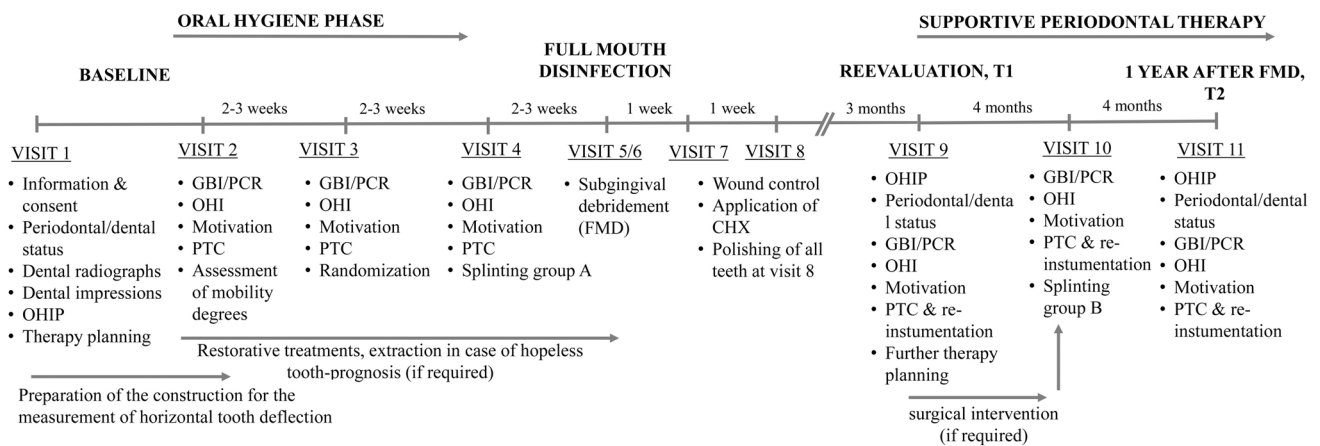 ORAL HYGIENE PHASE
SUPPORTIVE PERIODONTAL THERAPY
BASELINE
FULL MOUTH
DISINFECTION
REEVALUATION, T1
1 YEAR AFTER FMD,
T2
2-3 weeks
2-3 weeks
2-3 weeks
1 week
1 week
3 months
4 months
4 months
VISIT 1
• Information &
consent
• Periodontal/dental
status
• Dental radiographs
• Dental impressions
• OHIP
• Therapy planning
VISIT 2
• GBI/PCR
• OHI
• Motivation
• PTC
• Assessment
of mobility
degrees
VISIT 3
• GBI/PCR
• OHI
• Motivation
• PTC
• Randomization
VISIT 4
• GBI/PCR
• OHI
• Motivation
• PTC
• Splinting group A
VISIT 5/6
• Subgingival
debridement
(FMD)
VISIT 7
VISIT 8
• Wound control
• Application of
CHX
• Polishing of all
teeth at visit 8
VISIT 9
• OHIP
• Periodontal/denta
l status
• GBI/PCR
• OHI
• Motivation
• PTC & re-
instumentation
• Further therapy
planning
VISIT 10
• GBI/PCR
• OHI
• Motivation
• PTC & re-
instumentation
• Splinting
group B
VISIT 11
• OHIP
• Periodontal/dental
status
• GBI/PCR
• OHI
• Motivation
• PTC & re-
instumentation
Restorative treatments, extraction in case of hopeless
tooth-prognosis (if required)
Preparation of the construction for the
measurement of horizontal tooth deflection
surgical intervention
(if required)